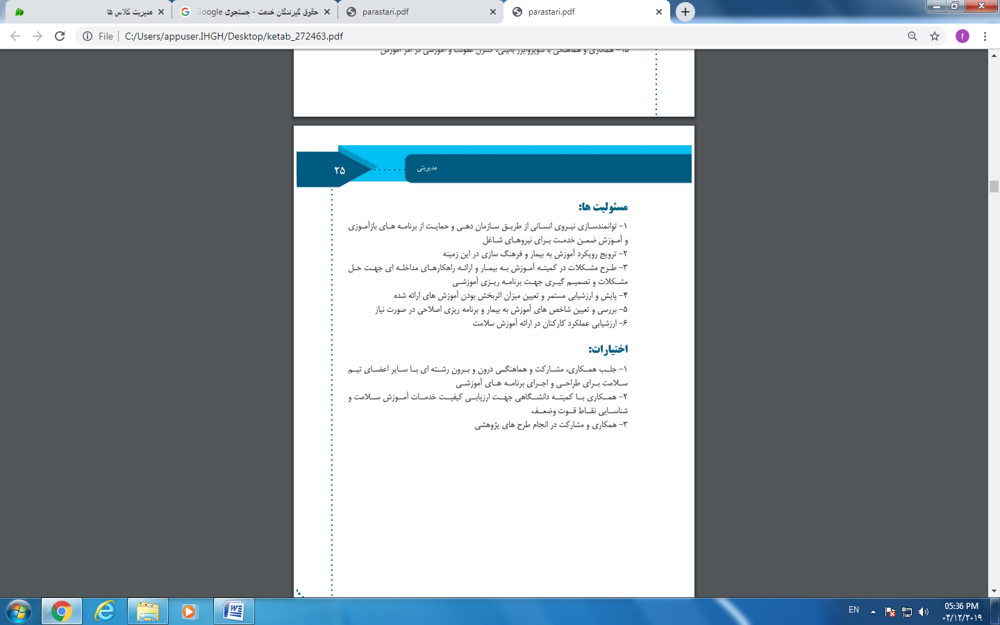 مدیریت کلاس ها
حقوق گیرندگان خدمت - جستجوی Google
parastari.pdf
parastari.pdf
File C:/Users/appuser.IHGH/Desktop/ketab_272463.pdf
f
۱۵- همکاری و هماهنگی با سوپروایزر بالینی، کنترل عفونت و آموزشی در امر آموزش
۲۵
مدیریتی
مسئولیت ها:
۱- توانمندسازی نیروی انسانی از طریق سازمان دهی و حمایت از برنامه های بازآموزی
و آموزش ضمن خدمت برای نیروهای شاغل
۲- ترویج رویکرد آموزش به بیمار و فرهنگ سازی در این زمینه
۳- طرح مشکلات در کمیته آموزش به بیمار و ارائه راهکارهای مداخله ای جهت حل
مشکلات و تصمیم گیری جهت برنامه ریزی آموزشی
۴- پایش و ارزشیابی مستمر و تعیین میزان اثربخش بودن آموزش های ارائه شده
۵- بررسی و تعیین شاخص های آموزش به بیمار و برنامه ریزی اصلاحی در صورت نیاز
۶- ارزشیابی عملکرد کارکنان در ارائه آموزش سلامت
اختیارات:
۱- جلب همکاری، مشارکت و هماهنگی درون و برون رشته ای با سایر اعضای تیم
سلامت برای طراحی و اجرای برنامه های آموزشی
۲- همکاری با کمیته دانشگاهی جهت ارزیابی کیفیت خدمات آموزش سلامت و
شناسایی نقاط قوت وضعف
۳- همکاری و مشارکت در انجام طرح های پژوهشی
EN
05:36 PM
۰۳/۱۲/۲۰۱۹